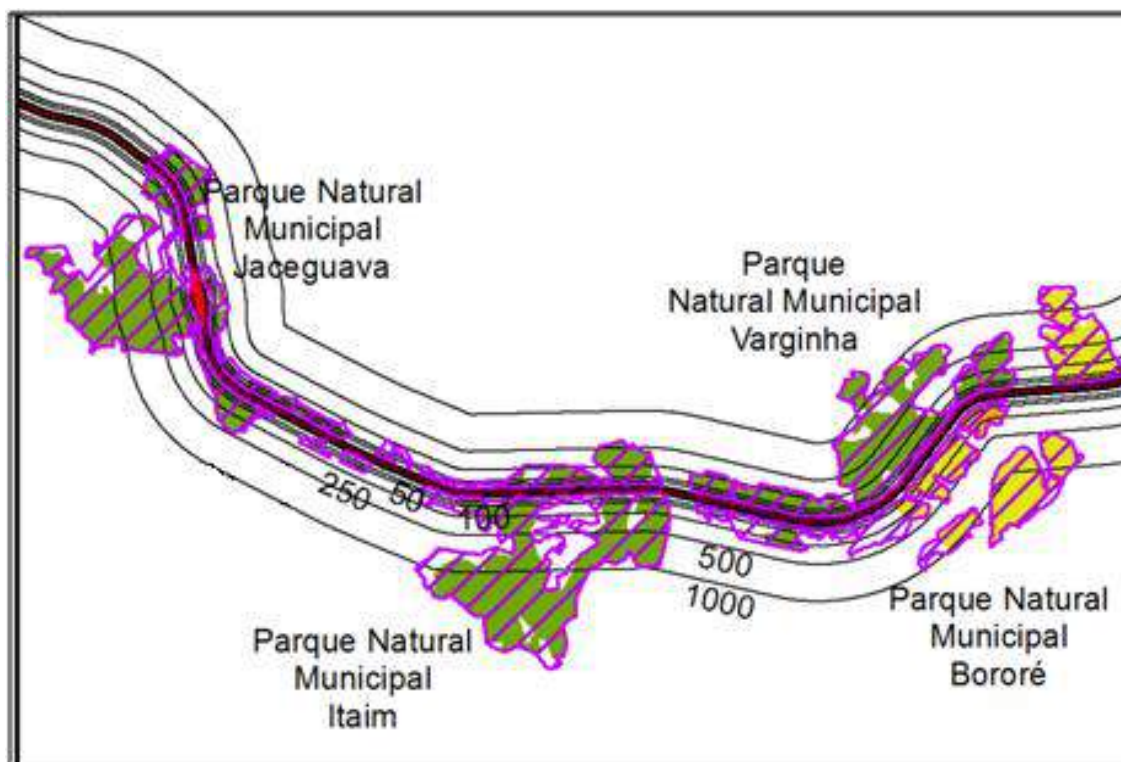 Parque Natural
Municipal
Jaceguava
Parque
Natural Municipal
Varginha
250
50
100
500
1000
Parque Natural
Municipal
Itaim
Parque Natural
Municipal
Bororé